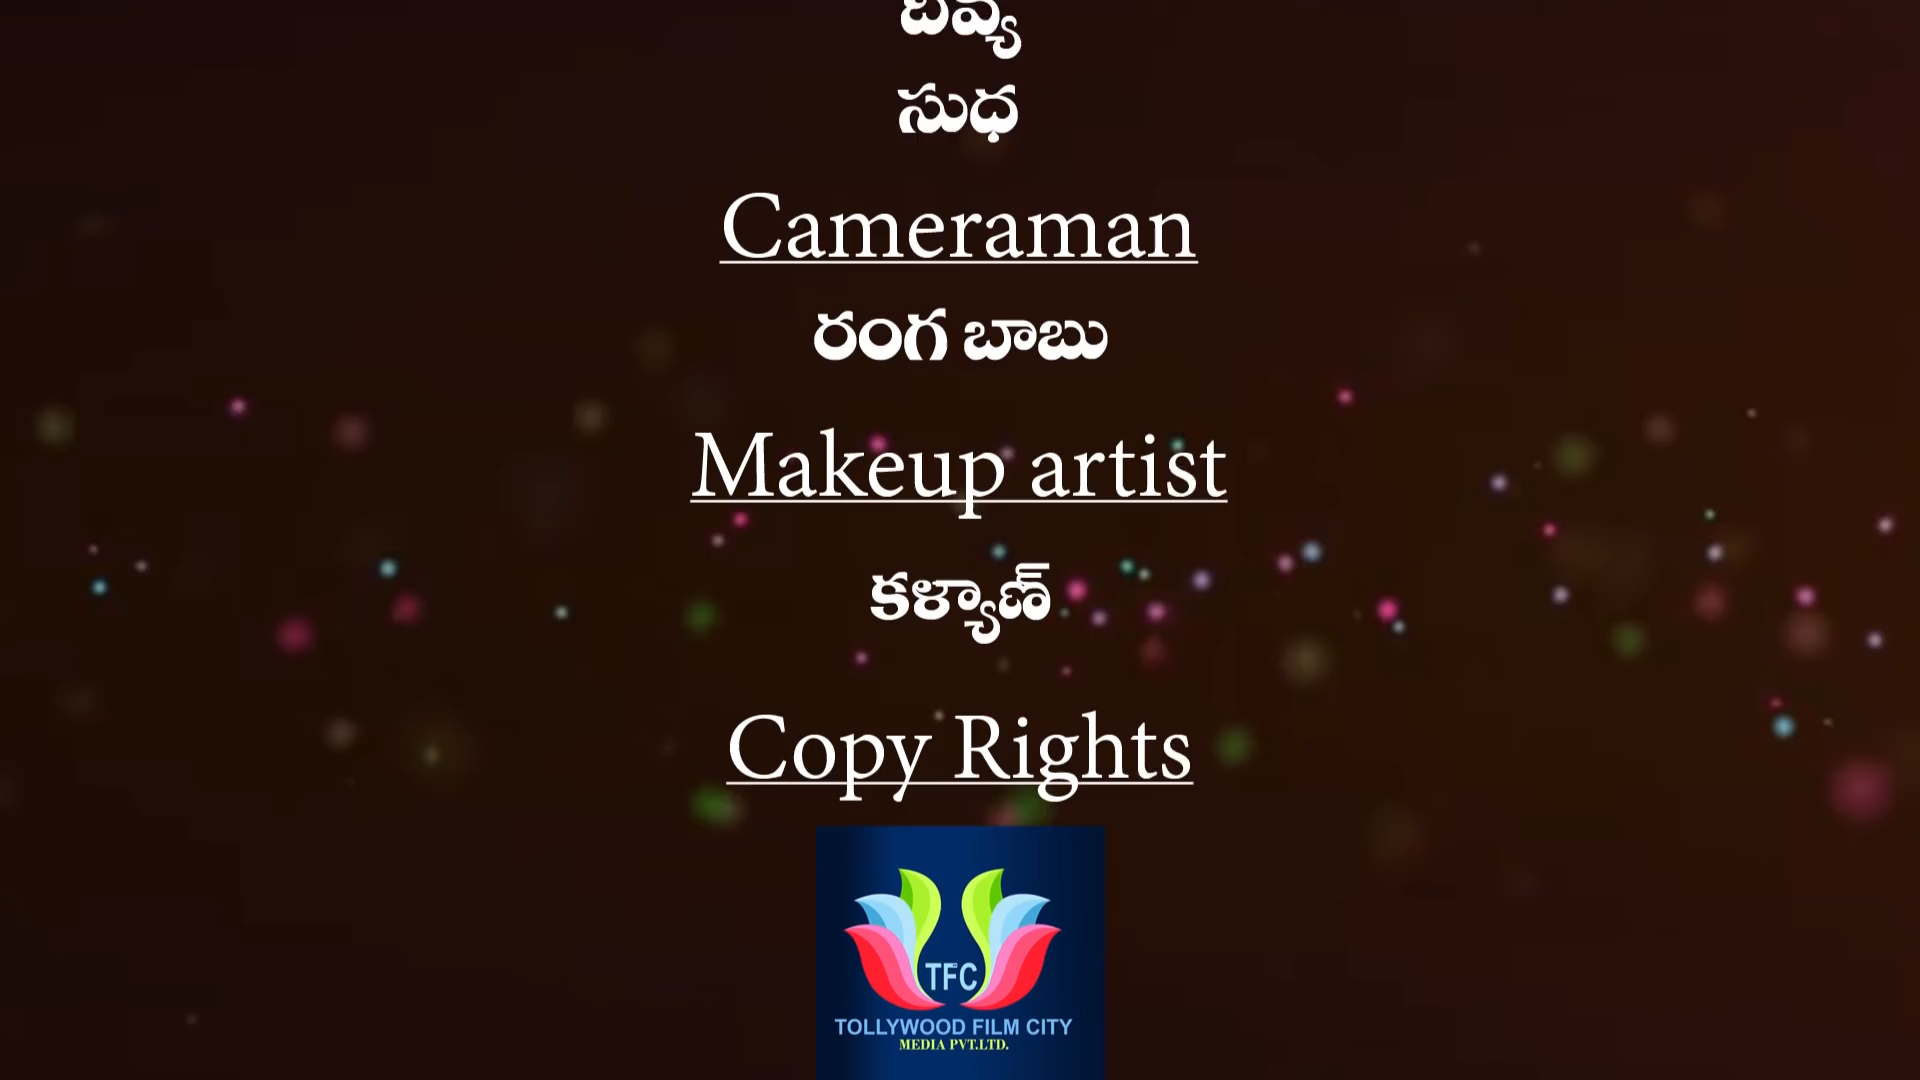 సుధ
Cameraman
రంగ బాబు
Makeup artist
కళ్యాణ్
Copy Rights
TFC
TOLLYWOOD FILM CITY
MEDIA PVT.LTD.